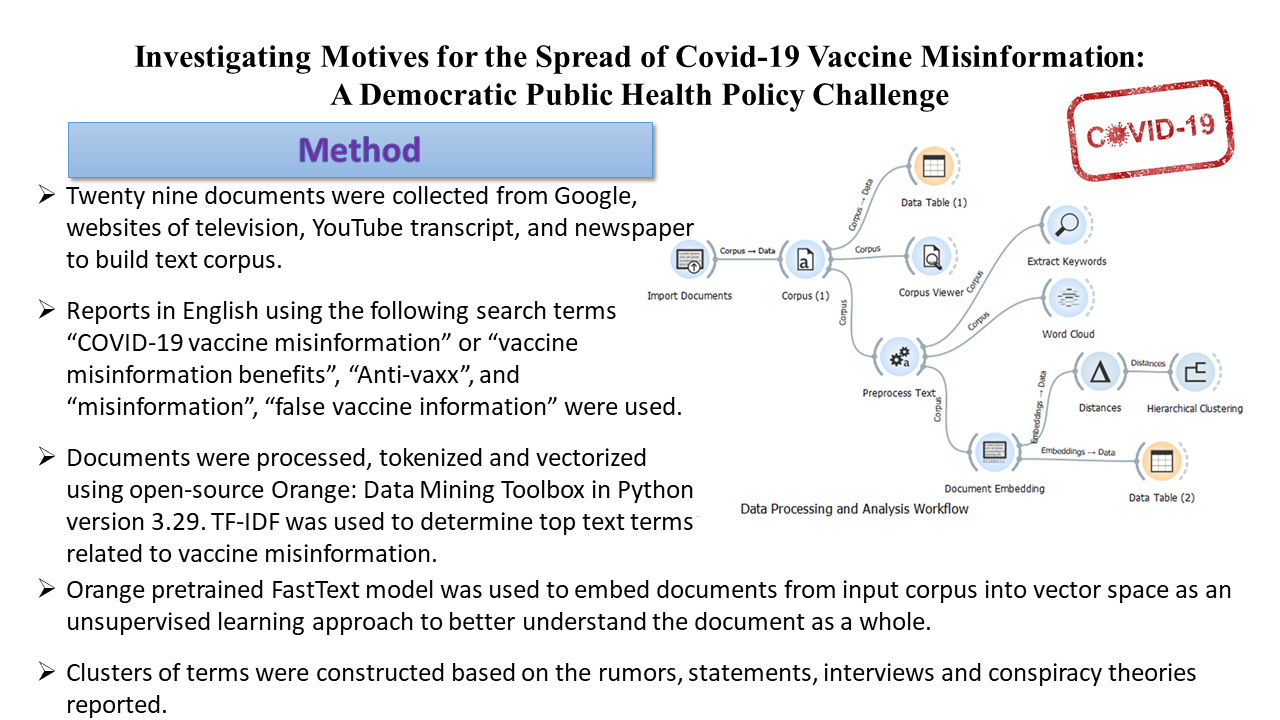 Investigating Motives for the Spread of Covid-19 Vaccine Misinformation:
A Democratic Public Health Policy Challenge
COVID-19
Method
➢ Twenty nine documents were collected from Google,
websites of television, YouTube transcript, and newspaper
to build text corpus.
➢ Reports in English using the following search terms
“COVID-19 vaccine misinformation” or “vaccine
misinformation benefits”, “Anti-vaxx”, and
“misinformation”, “false vaccine information” were used.
➢ Documents were processed, tokenized and vectorized
using open-source Orange: Data Mining Toolbox in Python
version 3.29. TF-IDF was used to determine top text terms
related to vaccine misinformation.
➢ Orange pretrained FastText model was used to embed documents from input corpus into vector space as an
unsupervised learning approach to better understand the document as a whole.
➢ Clusters of terms were constructed based on the rumors, statements, interviews and conspiracy theories
reported.
Import Documents
Corpus → Data
a
Corpus (1)
Corpus → Data
Data Table (1)
Corpus
Corpus Viewer
Corpus
a
Preprocess Text
Corpus
Extract Keywords
Corpus
Word Cloud
Corpus
Document Embedding
Embeddings → Data
Distances
Distances
Hierarchical Clustering
Embeddings → Data
Data Table (2)
Data Processing and Analysis Workflow